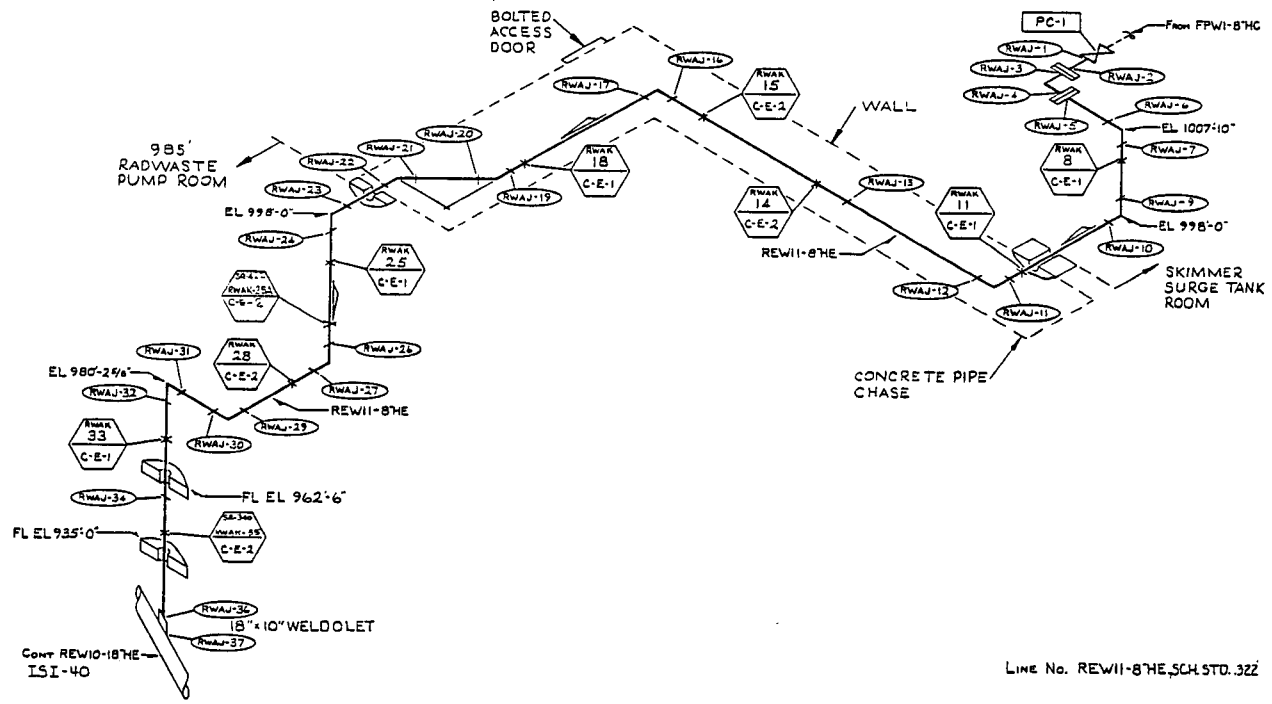 BOLTED
ACCESS
DOOR
PC-1
FROM FPW1-8"HC
RWAJ-1
RWAJ-3
RWAJ-2
RWAJ-4
RWAJ-5
RWAJ-6
EL 1007'-10"
RWAJ-7
RWAK
8
C-E-1
RWAJ-9
EL 998'-0"
RWAJ-10
RWAJ-16
RWAJ-17
RWAK
15
C-E-2
WALL
985'
RADWASTE
PUMP ROOM
RWAJ-20
RWAJ-21
RWAJ-22
RWAJ-23
RWAK
18
C-E-1
RWAJ-19
EL 998'-0"
RWAJ-24
RWAK
14
C-E-2
RWAJ-13
RWAK
11
C-E-1
REW11-8"HE
RWAJ-12
RWAJ-11
SKIMMER
SURGE TANK
ROOM
CONCRETE PIPE
CHASE
RWAK
25
C-E-1
RWAK-25A
C-E-2
RWAJ-26
RWAK
28
C-E-2
RWAJ-27
REW11-8"HE
RWAJ-29
RWAJ-30
RWAJ-31
EL 980'-2 5/8"
RWAJ-32
RWAK
33
C-E-1
RWAJ-34
FL EL 962'-6"
FL EL 935'-0"
C-E-2
RWAJ-36
18"x10" WELDOLET
RWAJ-37
CONT REW10-18"HE
ISI-40
LINE NO. REW11-8"HE, SCH. STD. .322